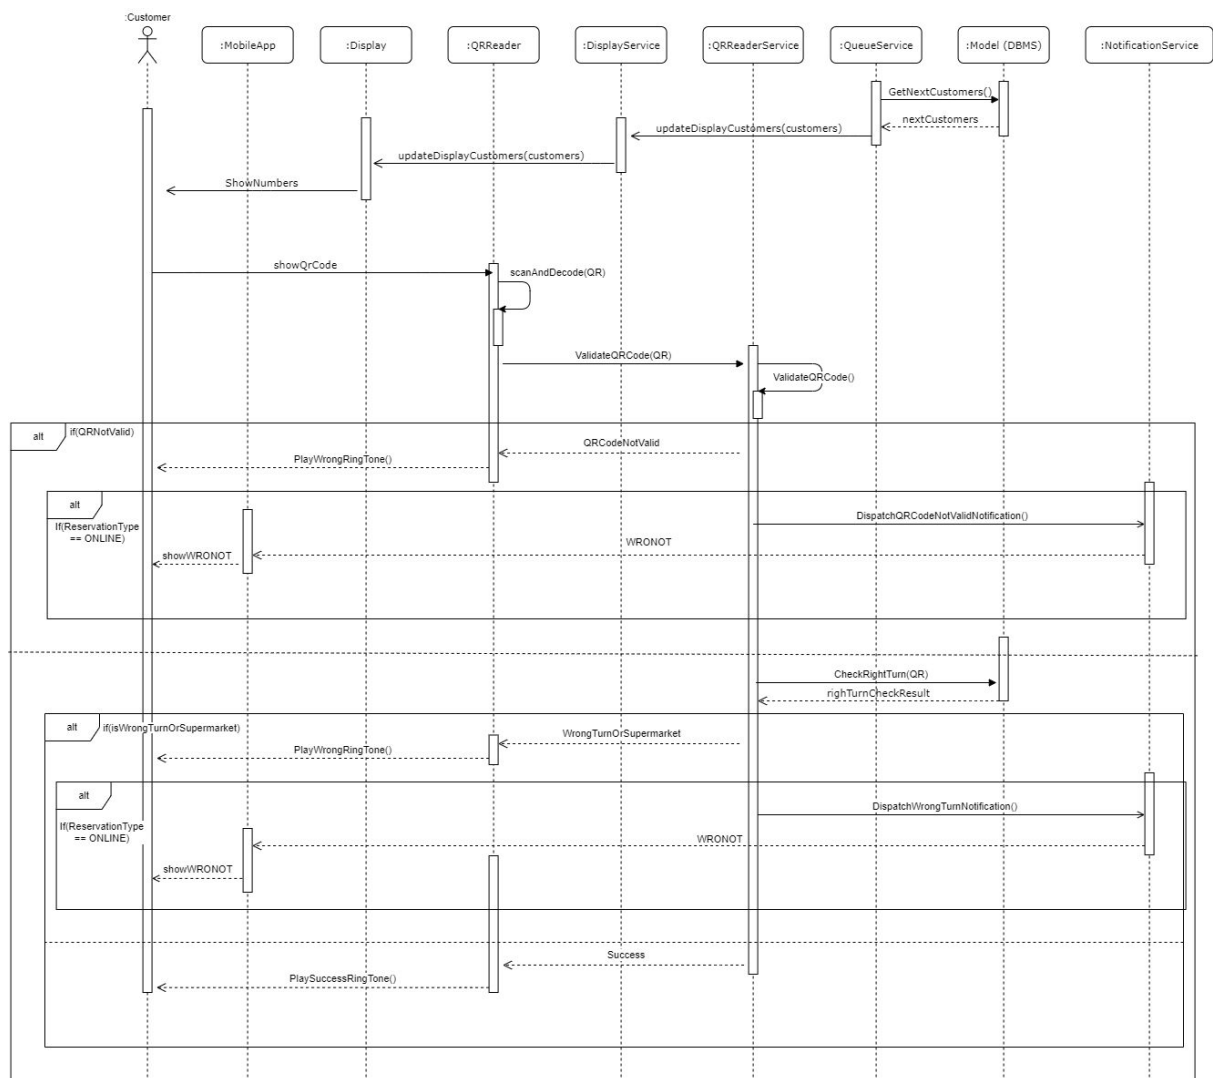 :Customer
:MobileApp
:Display
:QRReader
:DisplayService
:QRReaderService
:QueueService
:Model (DBMS)
:NotificationService
GetNextCustomers()
nextCustomers
updateDisplayCustomers(customers)
updateDisplayCustomers(customers)
ShowNumbers
showQrCode
scanAndDecode(QR)
ValidateQRCode(QR)
ValidateQRCode()
alt
if(QRNotValid)
QRCodeNotValid
PlayWrongRingTone()
alt
If(ReservationType
== ONLINE)
DispatchQRCodeNotValidNotification()
WRONOT
showWRONOT
CheckRightTurn(QR)
righTurnCheckResult
alt
if(isWrongTurnOrSupermarket)
WrongTurnOrSupermarket
PlayWrongRingTone()
alt
If(ReservationType
== ONLINE)
DispatchWrongTurnNotification()
WRONOT
showWRONOT
Success
PlaySuccessRingTone()